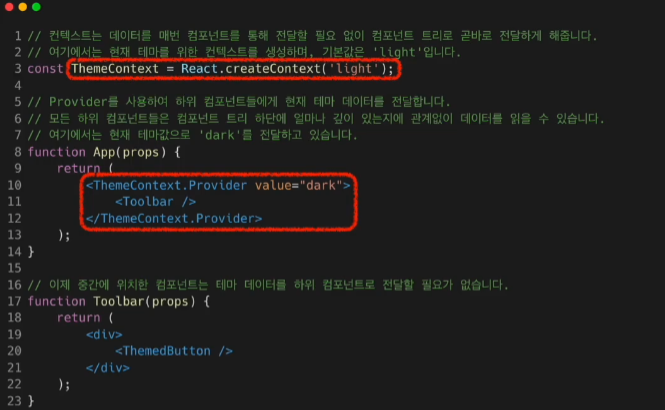 1 // 컨텍스트는 데이터를 매번 컴포넌트를 통해 전달할 필요 없이 컴포넌트 트리로 곧바로 전달하게 해줍니다.
2 // 여기에서는 현재 테마를 위한 컨텍스트를 생성하며, 기본값은 'light'입니다.
3 const ThemeContext = React.createContext('light');
4
5 // Provider를 사용하여 하위 컴포넌트들에게 현재 테마 데이터를 전달합니다.
6 // 모든 하위 컴포넌트들은 컴포넌트 트리 하단에 얼마나 깊이 있는지에 관계없이 데이터를 읽을 수 있습니다.
7 // 여기에서는 현재 테마값으로 'dark'를 전달하고 있습니다.
8 function App(props) {
9     return (
10         <ThemeContext.Provider value="dark">
11             <Toolbar />
12         </ThemeContext.Provider>
13     );
14 }
15
16 // 이제 중간에 위치한 컴포넌트는 테마 데이터를 하위 컴포넌트로 전달할 필요가 없습니다.
17 function Toolbar(props) {
18     return (
19         <div>
20             <ThemedButton />
21         </div>
22     );
23 }